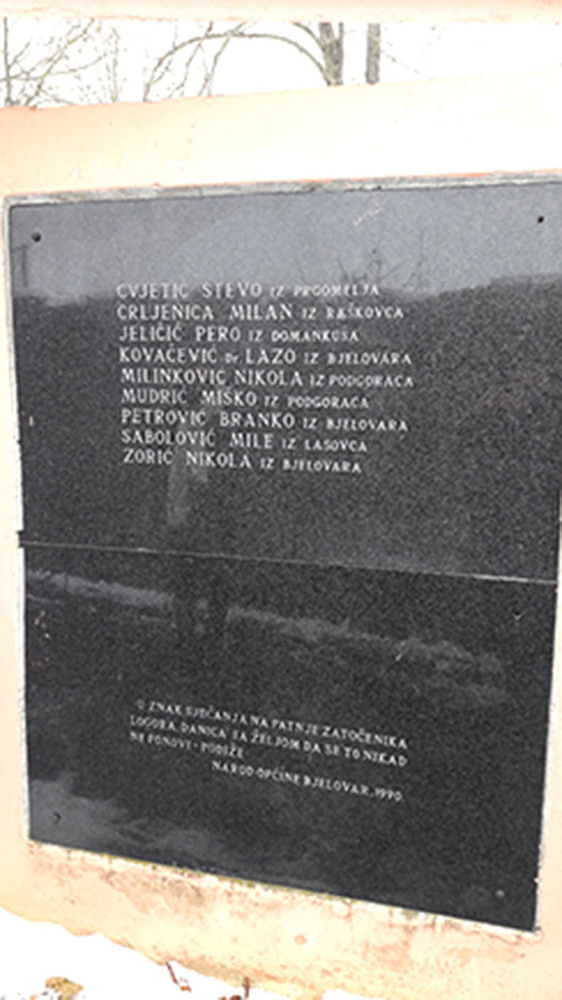 CVJETIĆ STEVO IZ PRGOMELJA
CRLJENICA MILAN IZ RAŠKOVCA
JELIČIĆ PERO IZ DOMANKUŠA
KOVAČEVIĆ Dr LAZO IZ BJELOVARA
MILINKOVIĆ NIKOLA IZ PODGORACA
MUDRIĆ MIŠKO IZ PODGORACA
PETROVIĆ BRANKO IZ BJELOVARA
SABOLOVIĆ MILE IZ LASOVCA
ZORIĆ NIKOLA IZ BJELOVARA
U ZNAK SJEĆANJA NA PATNJE ZATOČENIKA
LOGORA, DANICA SA ŽELJOM DA SE TO NIKAD
NE PONOVI - PODIŽE
NAROD OPĆINE BJELOVAR, 1990.